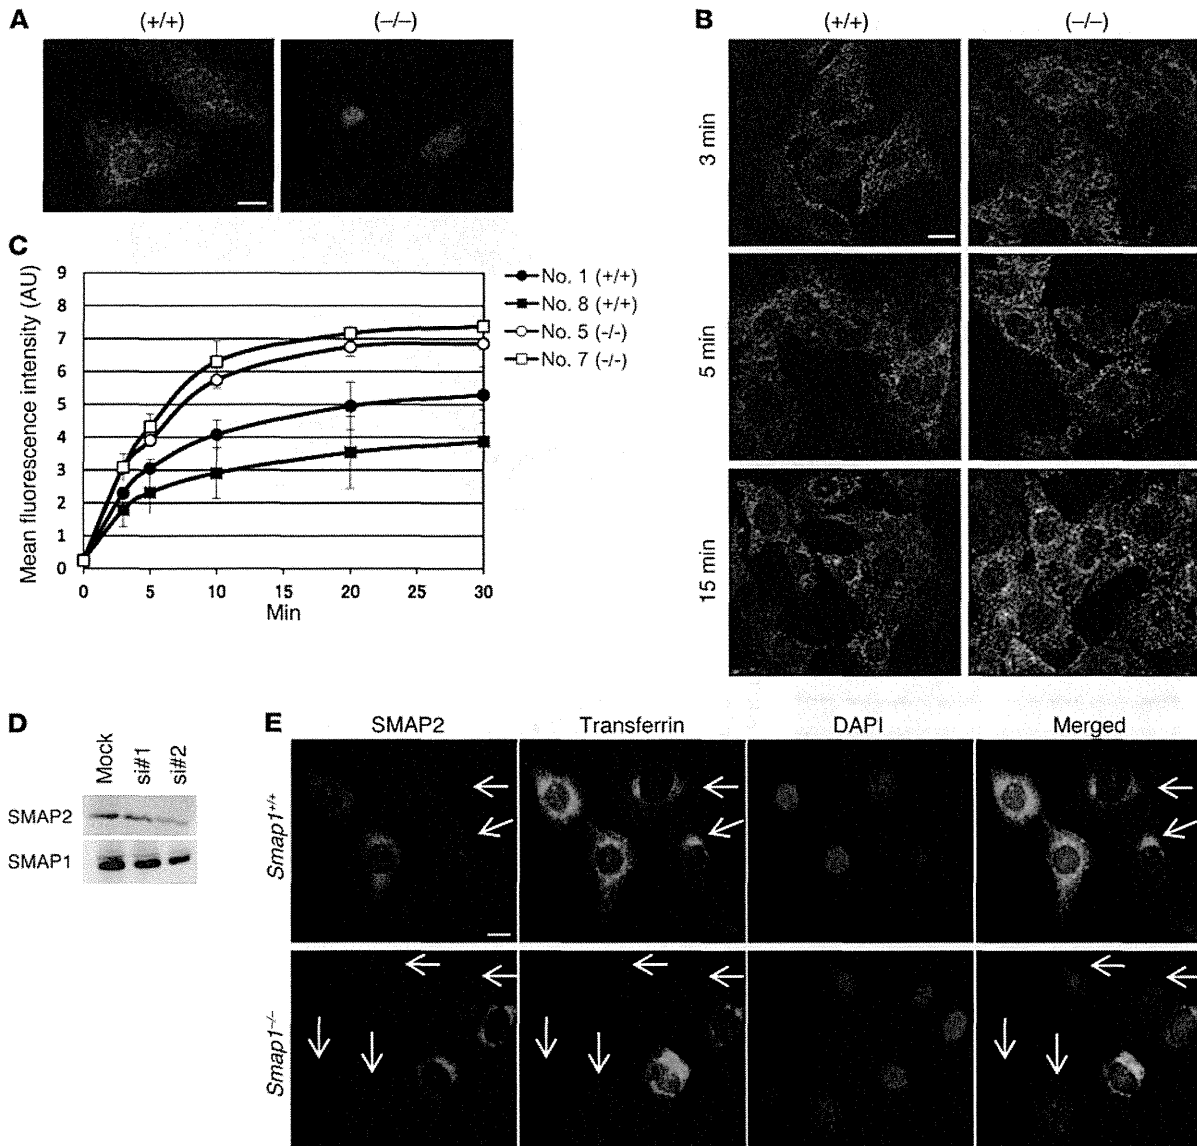 A
(+/+)
(–/–)
B
(+/+)
(–/–)
3 min
5 min
15 min
C
Mean fluorescence intensity (AU)
9
8
7
6
5
4
3
2
1
0
0 5 10 15 20 25 30
Min
No. 1 (+/+)
No. 8 (+/+)
No. 5 (-/-)
No. 7 (-/-)
D
Mock
si#1
si#2
SMAP2
SMAP1
E
SMAP2 Transferrin DAPI Merged
Smap1+/+
Smap1–/–